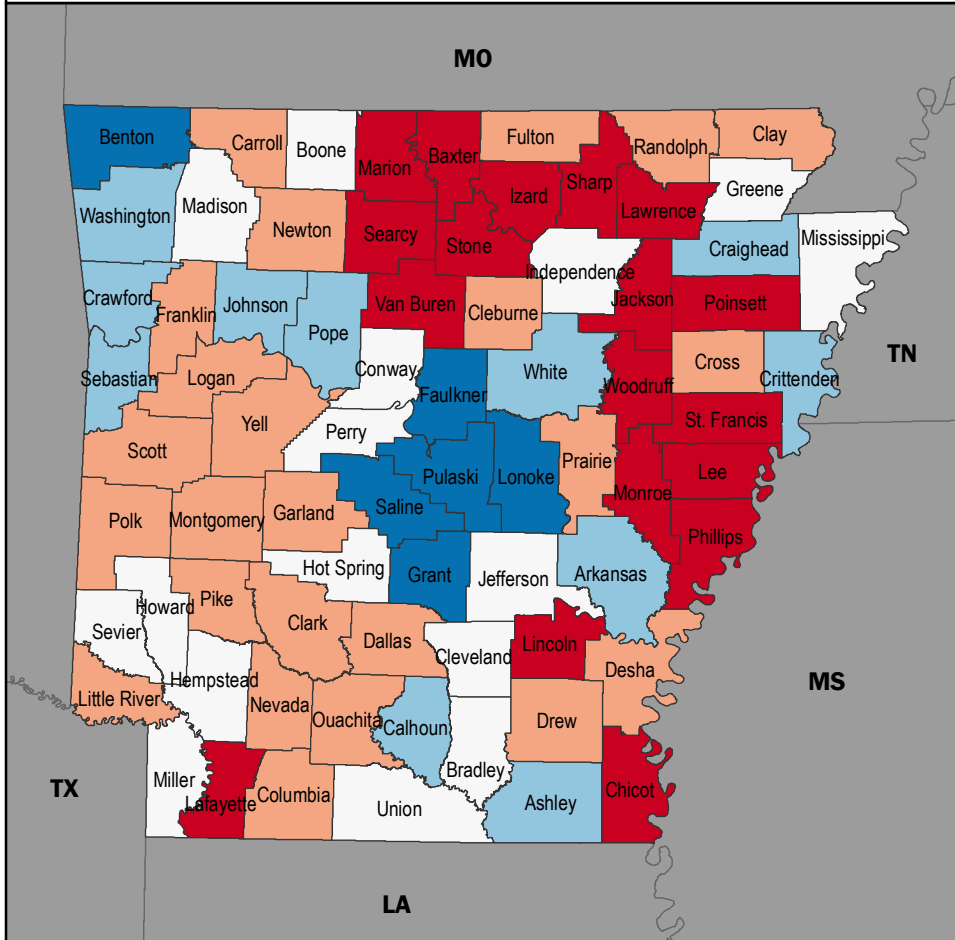 MO
Benton
Carroll
Boone
Marion
Baxter
Fulton
Sharp
Randolph
Clay
Izard
Lawrence
Greene
Washington
Madison
Newton
Searcy
Stone
Independence
Craighead
Mississippi
Crawford
Franklin
Johnson
Pope
Van Buren
Cleburne
Jackson
Poinsett
TN
Sebastian
Logan
Conway
Faulkner
White
Woodruff
Cross
Crittenden
Scott
Yell
Perry
Pulaski
Lonoke
Prairie
St. Francis
Lee
Polk
Montgomery
Garland
Saline
Monroe
Phillips
Hot Spring
Grant
Jefferson
Arkansas
Sevier
Howard
Pike
Clark
Dallas
Cleveland
Lincoln
Desha
MS
Little River
Hempstead
Nevada
Ouachita
Calhoun
Drew
TX
Miller
Lafayette
Columbia
Union
Bradley
Ashley
Chicot
LA